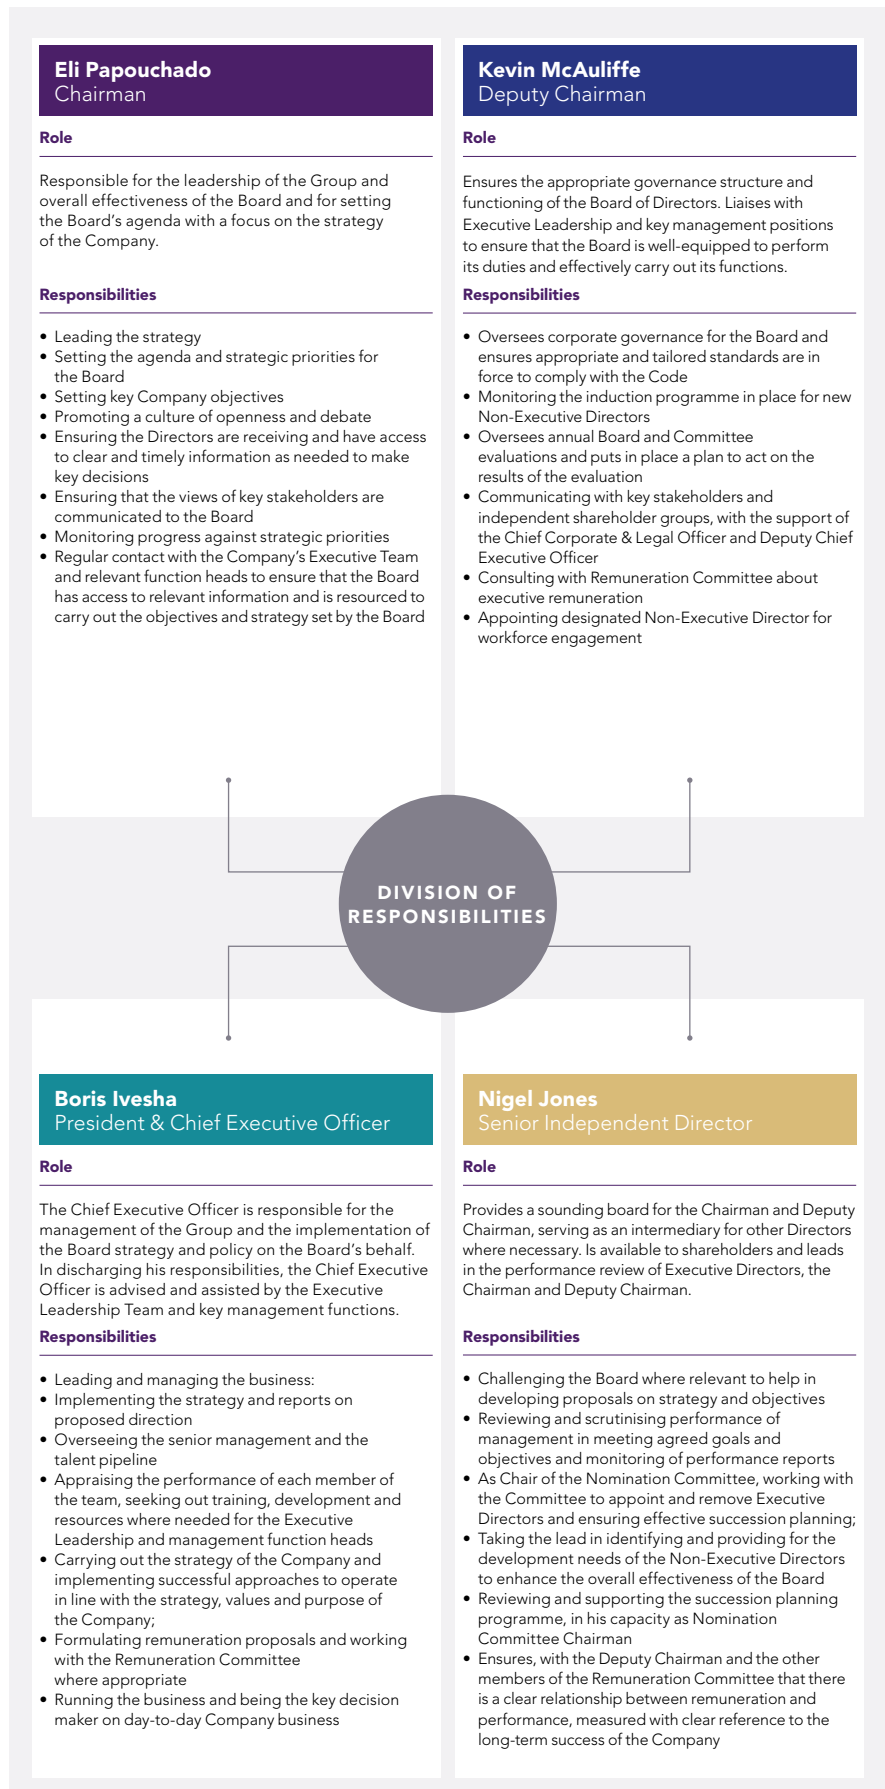 Eli Papouchado
Chairman
Role
Responsible for the leadership of the Group and
overall effectiveness of the Board and for setting
the Board's agenda with a focus on the strategy
of the Company.
Responsibilities
• Leading the strategy
• Setting the agenda and strategic priorities for
the Board
• Setting key Company objectives
• Promoting a culture of openness and debate
• Ensuring the Directors are receiving and have access
to clear and timely information as needed to make
key decisions
• Ensuring that the views of key stakeholders are
communicated to the Board
• Monitoring progress against strategic priorities
• Regular contact with the Company's Executive Team
and relevant function heads to ensure that the Board
has access to relevant information and is resourced to
carry out the objectives and strategy set by the Board
Kevin McAuliffe
Deputy Chairman
Role
Ensures the appropriate governance structure and
functioning of the Board of Directors. Liaises with
Executive Leadership and key management positions
to ensure that the Board is well-equipped to perform
its duties and effectively carry out its functions.
Responsibilities
• Oversees corporate governance for the Board and
ensures appropriate and tailored standards are in
force to comply with the Code
• Monitoring the induction programme in place for new
Non-Executive Directors
• Oversees annual Board and Committee
evaluations and puts in place a plan to act on the
results of the evaluation
• Communicating with key stakeholders and
independent shareholder groups, with the support of
the Chief Corporate & Legal Officer and Deputy Chief
Executive Officer
• Consulting with Remuneration Committee about
executive remuneration
• Appointing designated Non-Executive Director for
workforce engagement
DIVISION OF
RESPONSIBILITIES
Boris Ivesha
President & Chief Executive Officer
Role
The Chief Executive Officer is responsible for the
management of the Group and the implementation of
the Board strategy and policy on the Board's behalf.
In discharging his responsibilities, the Chief Executive
Officer is advised and assisted by the Executive
Leadership Team and key management functions.
Responsibilities
• Leading and managing the business:
• Implementing the strategy and reports on
proposed direction
• Overseeing the senior management and the
talent pipeline
• Appraising the performance of each member of
the team, seeking out training, development and
resources where needed for the Executive
Leadership and management function heads
• Carrying out the strategy of the Company and
implementing successful approaches to operate
in line with the strategy, values and purpose of
the Company;
• Formulating remuneration proposals and working
with the Remuneration Committee
where appropriate
• Running the business and being the key decision
maker on day-to-day Company business
Nigel Jones
Senior Independent Director
Role
Provides a sounding board for the Chairman and Deputy
Chairman, serving as an intermediary for other Directors
where necessary. Is available to shareholders and leads
in the performance review of Executive Directors, the
Chairman and Deputy Chairman.
Responsibilities
• Challenging the Board where relevant to help in
developing proposals on strategy and objectives
• Reviewing and scrutinising performance of
management in meeting agreed goals and
objectives and monitoring of performance reports
• As Chair of the Nomination Committee, working with
the Committee to appoint and remove Executive
Directors and ensuring effective succession planning;
• Taking the lead in identifying and providing for the
development needs of the Non-Executive Directors
to enhance the overall effectiveness of the Board
• Reviewing and supporting the succession planning
programme, in his capacity as Nomination
Committee Chairman
• Ensures, with the Deputy Chairman and the other
members of the Remuneration Committee that there
is a clear relationship between remuneration and
performance, measured with clear reference to the
long-term success of the Company